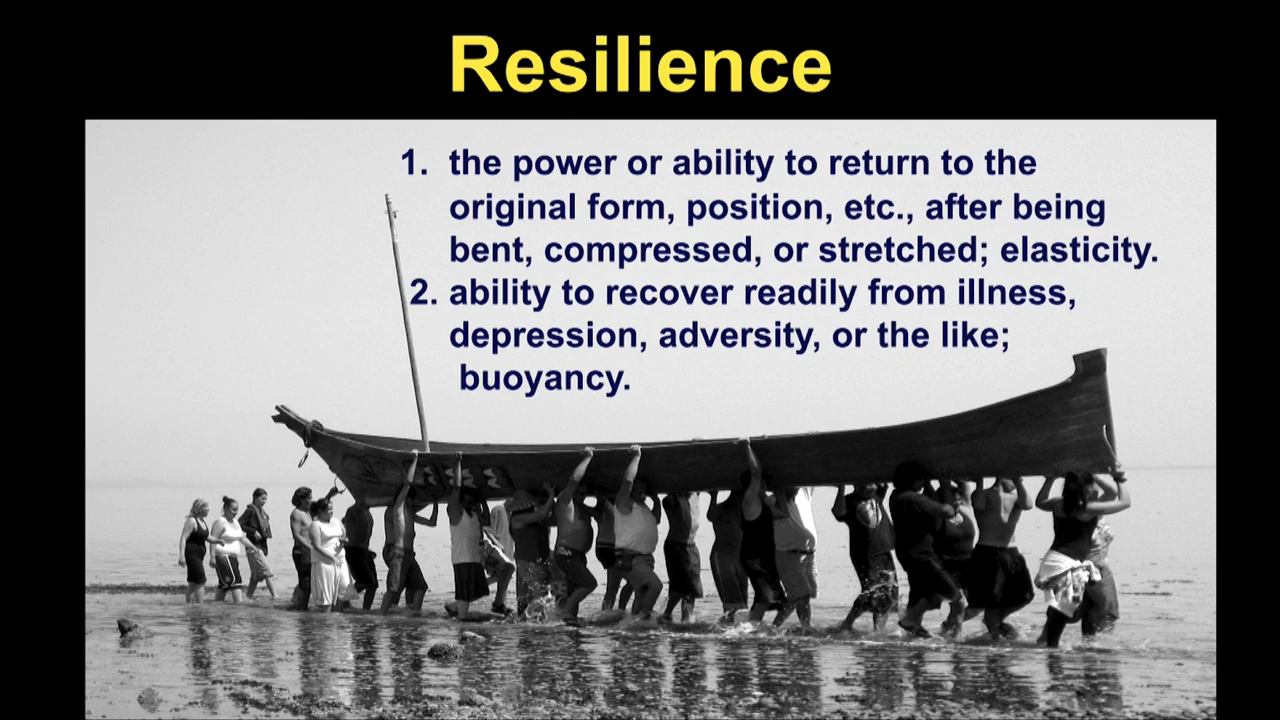 Resilience
1. the power or ability to return to the
original form, position, etc., after being
bent, compressed, or stretched; elasticity.
2. ability to recover readily from illness,
depression, adversity, or the like;
buoyancy.